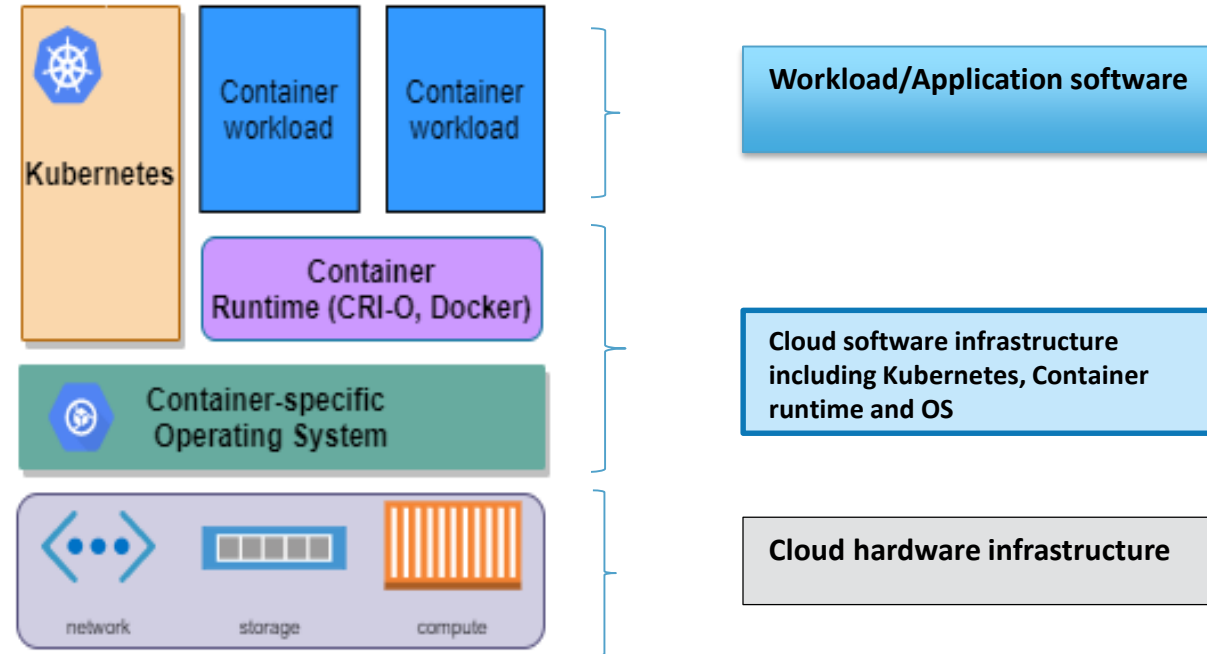 Kubernetes
Container
workload
Container
workload
Container
Runtime (CRI-O, Docker)
Container-specific
Operating System
network
storage
compute
Workload/Application software
Cloud software infrastructure
including Kubernetes, Container
runtime and OS
Cloud hardware infrastructure